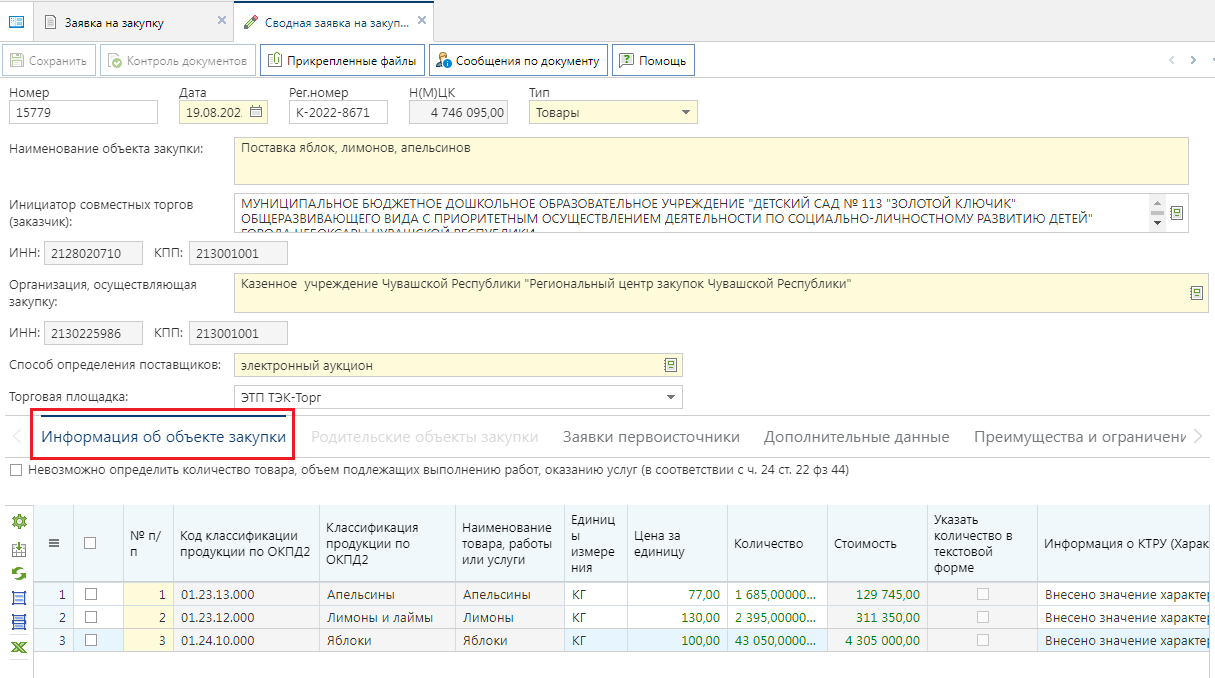 Заявка на закупку
Сводная заявка на закуп...
Сохранить
Контроль документов
Прикрепленные файлы
Сообщения по документу
Помощь
Номер Дата Рег.номер Н(М)ЦК Тип
15779 19.08.202 К-2022-8671 4 746 095,00 Товары
Наименование объекта закупки: Поставка яблок, лимонов, апельсинов
Инициатор совместных торгов
(заказчик):
МУНИЦИПАЛЬНОЕ БЮДЖЕТНОЕ ДОШКОЛЬНОЕ ОБРАЗОВАТЕЛЬНОЕ УЧРЕЖДЕНИЕ "ДЕТСКИЙ САД № 113 "ЗОЛОТОЙ КЛЮЧИК"
ОБЩЕРАЗВИВАЮЩЕГО ВИДА С ПРИОРИТЕТНЫМ ОСУЩЕСТВЛЕНИЕМ ДЕЯТЕЛЬНОСТИ ПО СОЦИАЛЬНО-ЛИЧНОСТНОМУ РАЗВИТИЮ ДЕТЕЙ"
ГОРОДА ЧЕБОКСАРЫ ЧУВАШСКОЙ РЕСПУБЛИКИ
ИНН: 2128020710 КПП: 213001001
Организация, осуществляющая
закупку:
Казенное учреждение Чувашской Республики "Региональный центр закупок Чувашской Республики"
ИНН: 2130225986 КПП: 213001001
Способ определения поставщиков: электронный аукцион
Торговая площадка: ЭТП ТЭК-Торг
Информация об объекте закупки Родительские объекты закупки Заявки первоисточники Дополнительные данные Преимущества и ограничени
Невозможно определить количество товара, объем подлежащих выполнению работ, оказанию услуг (в соответствии с ч. 24 ст. 22 фз 44)
№ п/
п
Код классификации
продукции по ОКПД2
Классификация
продукции по
ОКПД2
Наименование
товара, работы
или услуги
Единиц
ы
измере
ния
Цена за
единицу
Количество
Стоимость
Указать
количество в
текстовой
форме
Информация о КТРУ (Харак
1 1 01.23.13.000 Апельсины Апельсины КГ 77,00 1 685,00000... 129 745,00 Внесено значение характер
2 2 01.23.12.000 Лимоны и лаймы Лимоны КГ 130,00 2 395,00000... 311 350,00 Внесено значение характер
3 3 01.24.10.000 Яблоки Яблоки КГ 100,00 43 050,0000... 4 305 000,00 Внесено значение характер